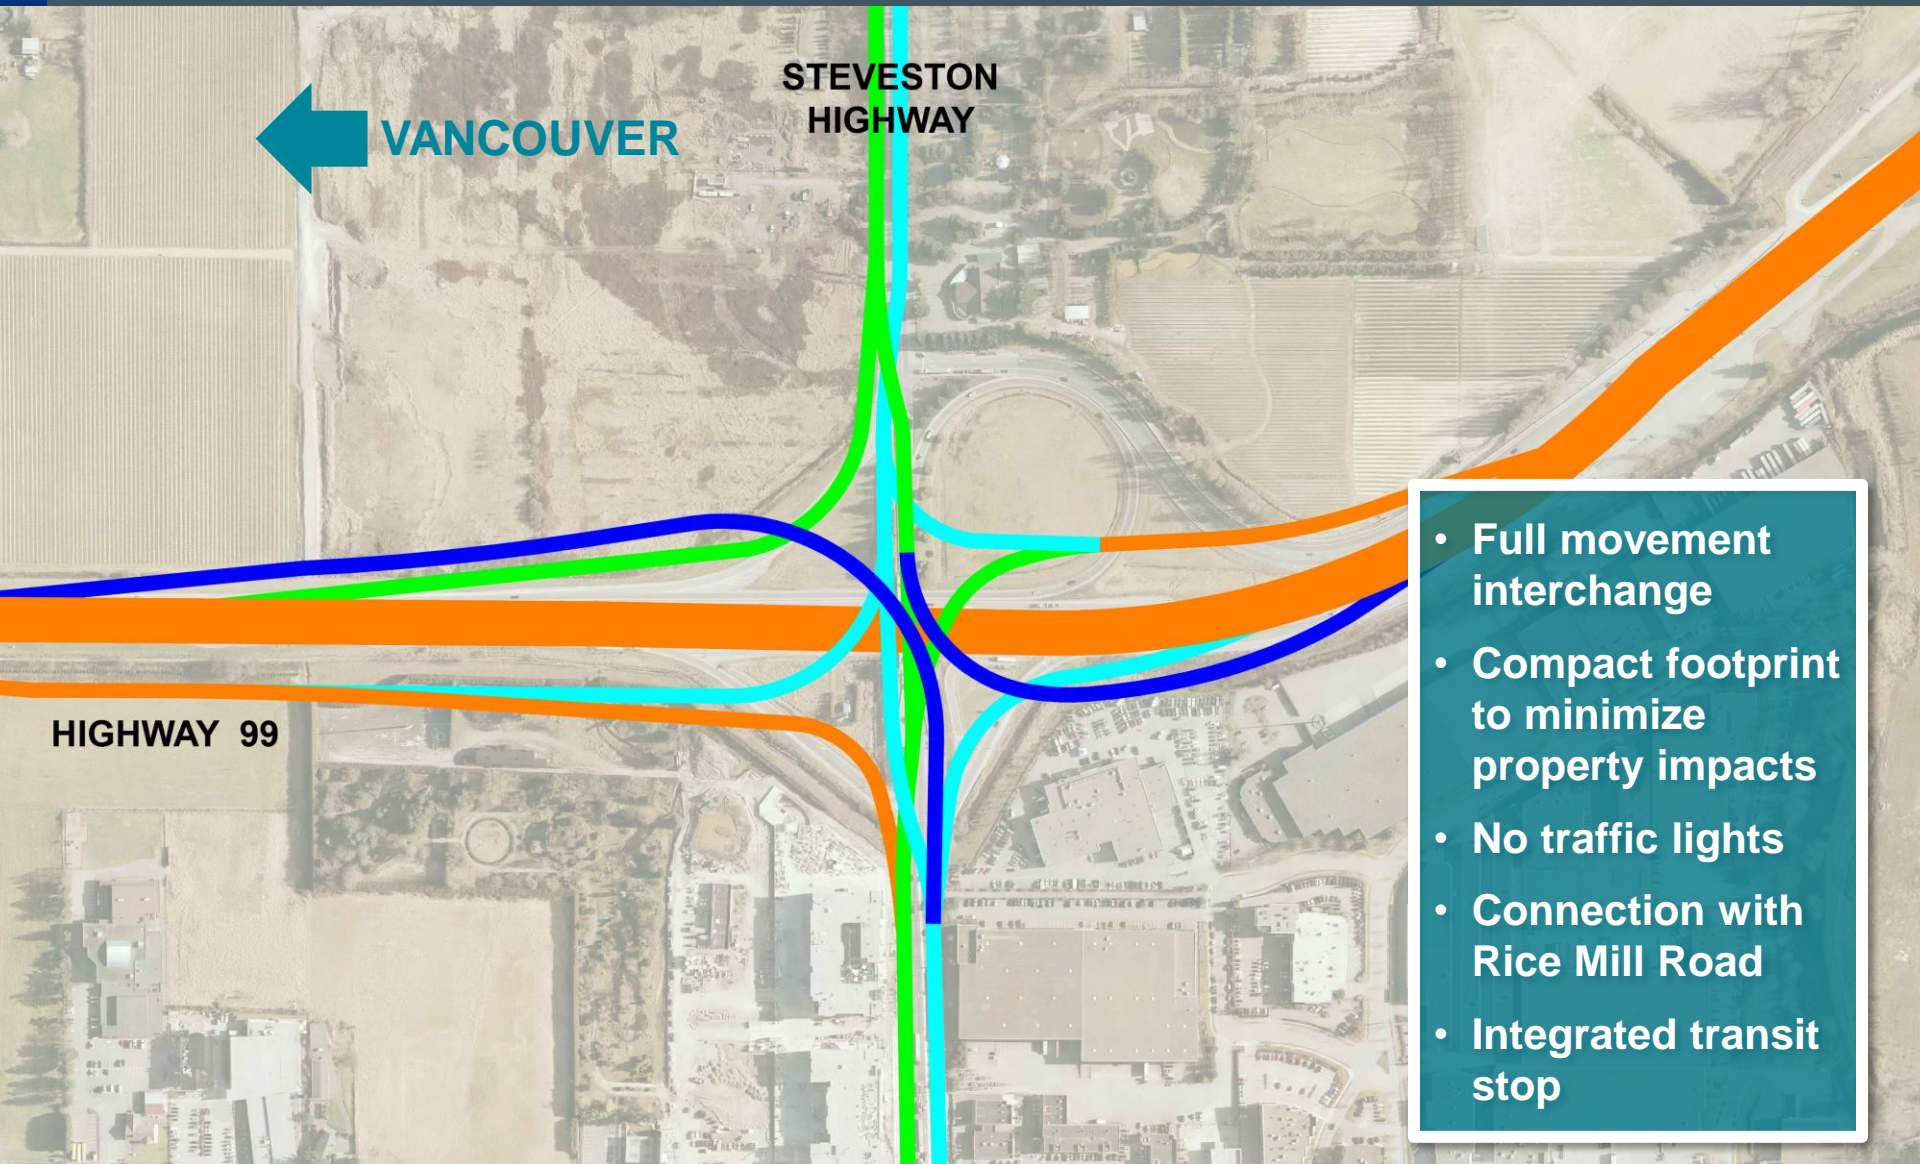 STEVESTON
HIGHWAY
VANCOUVER
HIGHWAY 99
• Full movement
interchange
• Compact footprint
to minimize
property impacts
• No traffic lights
• Connection with
Rice Mill Road
• Integrated transit
stop